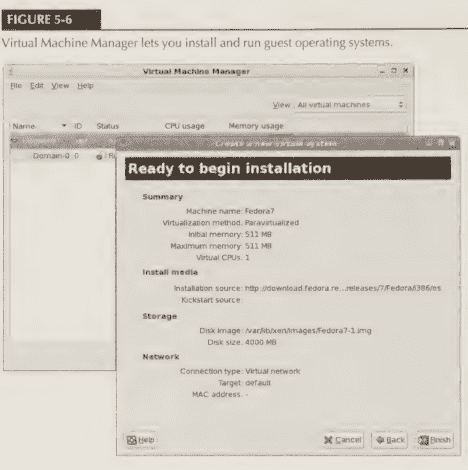 FIGURE 5-6
Virtual Machine Manager lets you install and run guest operating systems.
Virtual Machine Manager
File Edit View Help
View All virtual machines
Name ID Status CPU usage Memory usage
Create a new virtual system
Domain-0 0
Ready to begin installation
Summary
Machine name: Fedora7
Virtualization method: Paravirtualized
Initial memory: 511 MB
Maximum memory: 511 MB
Virtual CPUs: 1
Install media
Installation source: http://download.fedora.re...releases/7/Fedora/i386/os
Kickstart source:
Storage
Disk image: /var/lib/xen/images/Fedora7-1.img
Disk size: 4000 MB
Network
Connection type: Virtual network
Target: default
MAC address: -
Help Cancel Back Finish